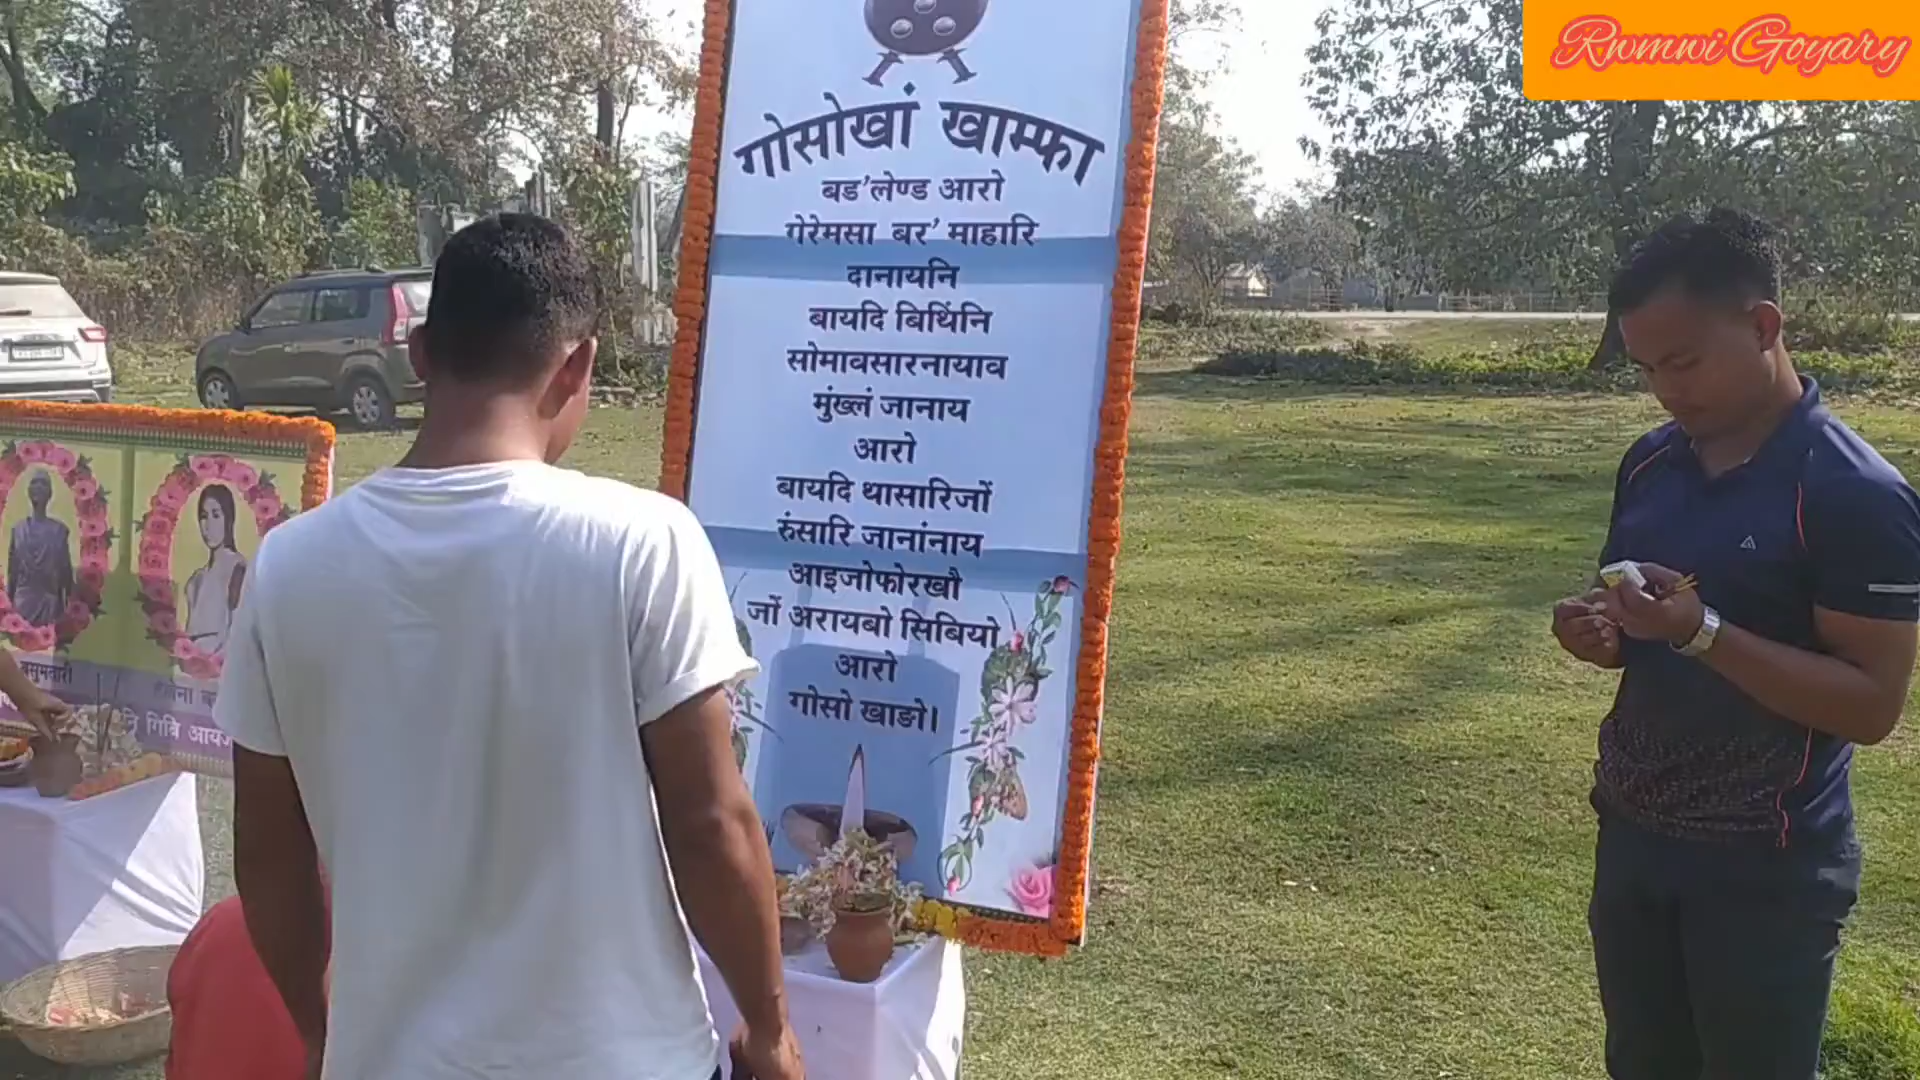 Rwmwi Goyary
गोसोखां खाम्फा
बड'लेण्ड आरो
गेरेमसा बर' माहारि
दानायनि
बायदि बिथिंनि
सोमावसारनायाव
मुंख्लं जानाय
आरो
बायदि थासारिजों
रुंसारि जानांनाय
आइजोफोरखौ
जों अरायबो सिबियो
आरो
गोसो खाङो।
गिबि